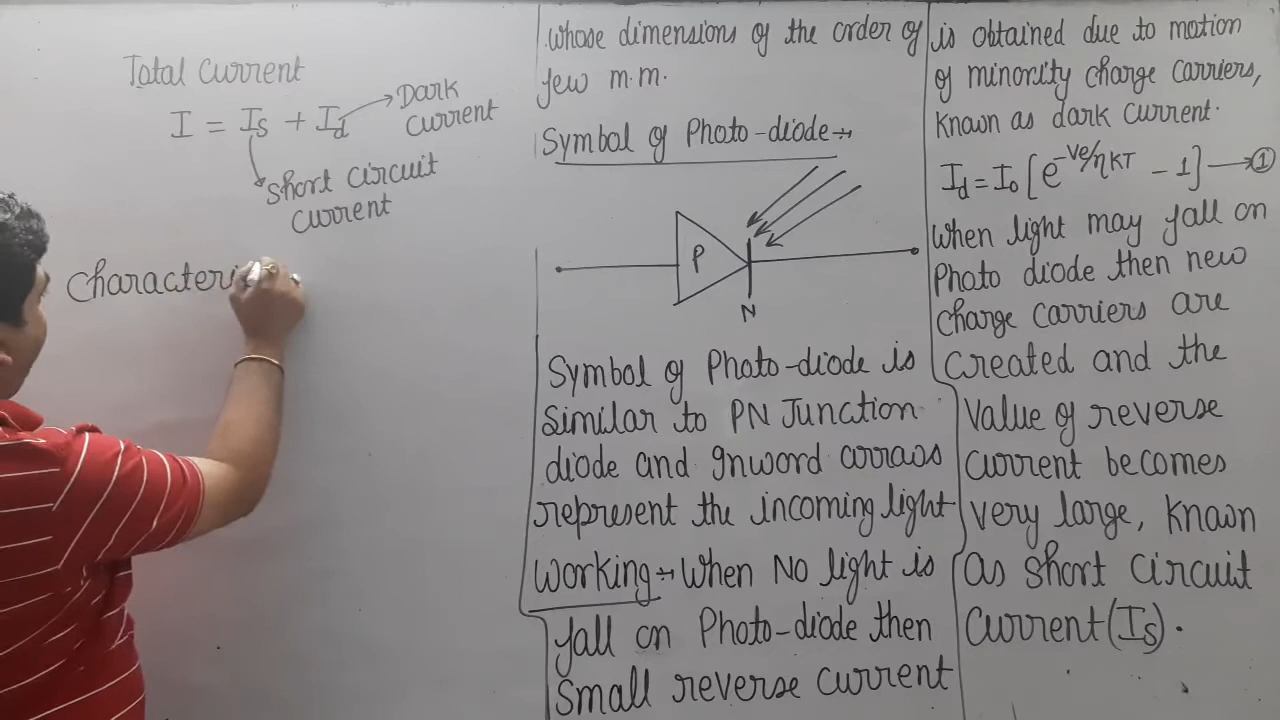 Total current
I = Is + Id
Dark
current
short circuit
current
Characteri
whose dimensions of the order of
few m.m.
Symbol of Photo-diode→
P
N
Symbol of Photo-diode is
similar to PN Junction
diode and Inword arraos
represent the incoming light
working → when No light is
fall on Photo-diode then
small reverse current
is obtained due to motion
of minority charge carriers,
known as dark current.
Id = Io [e^-Ve/ηKT - 1] → ①
when light may fall on
Photo diode then new
charge carriers are
created and the
value of reverse
current becomes
very large, known
as short circuit
current (Is).